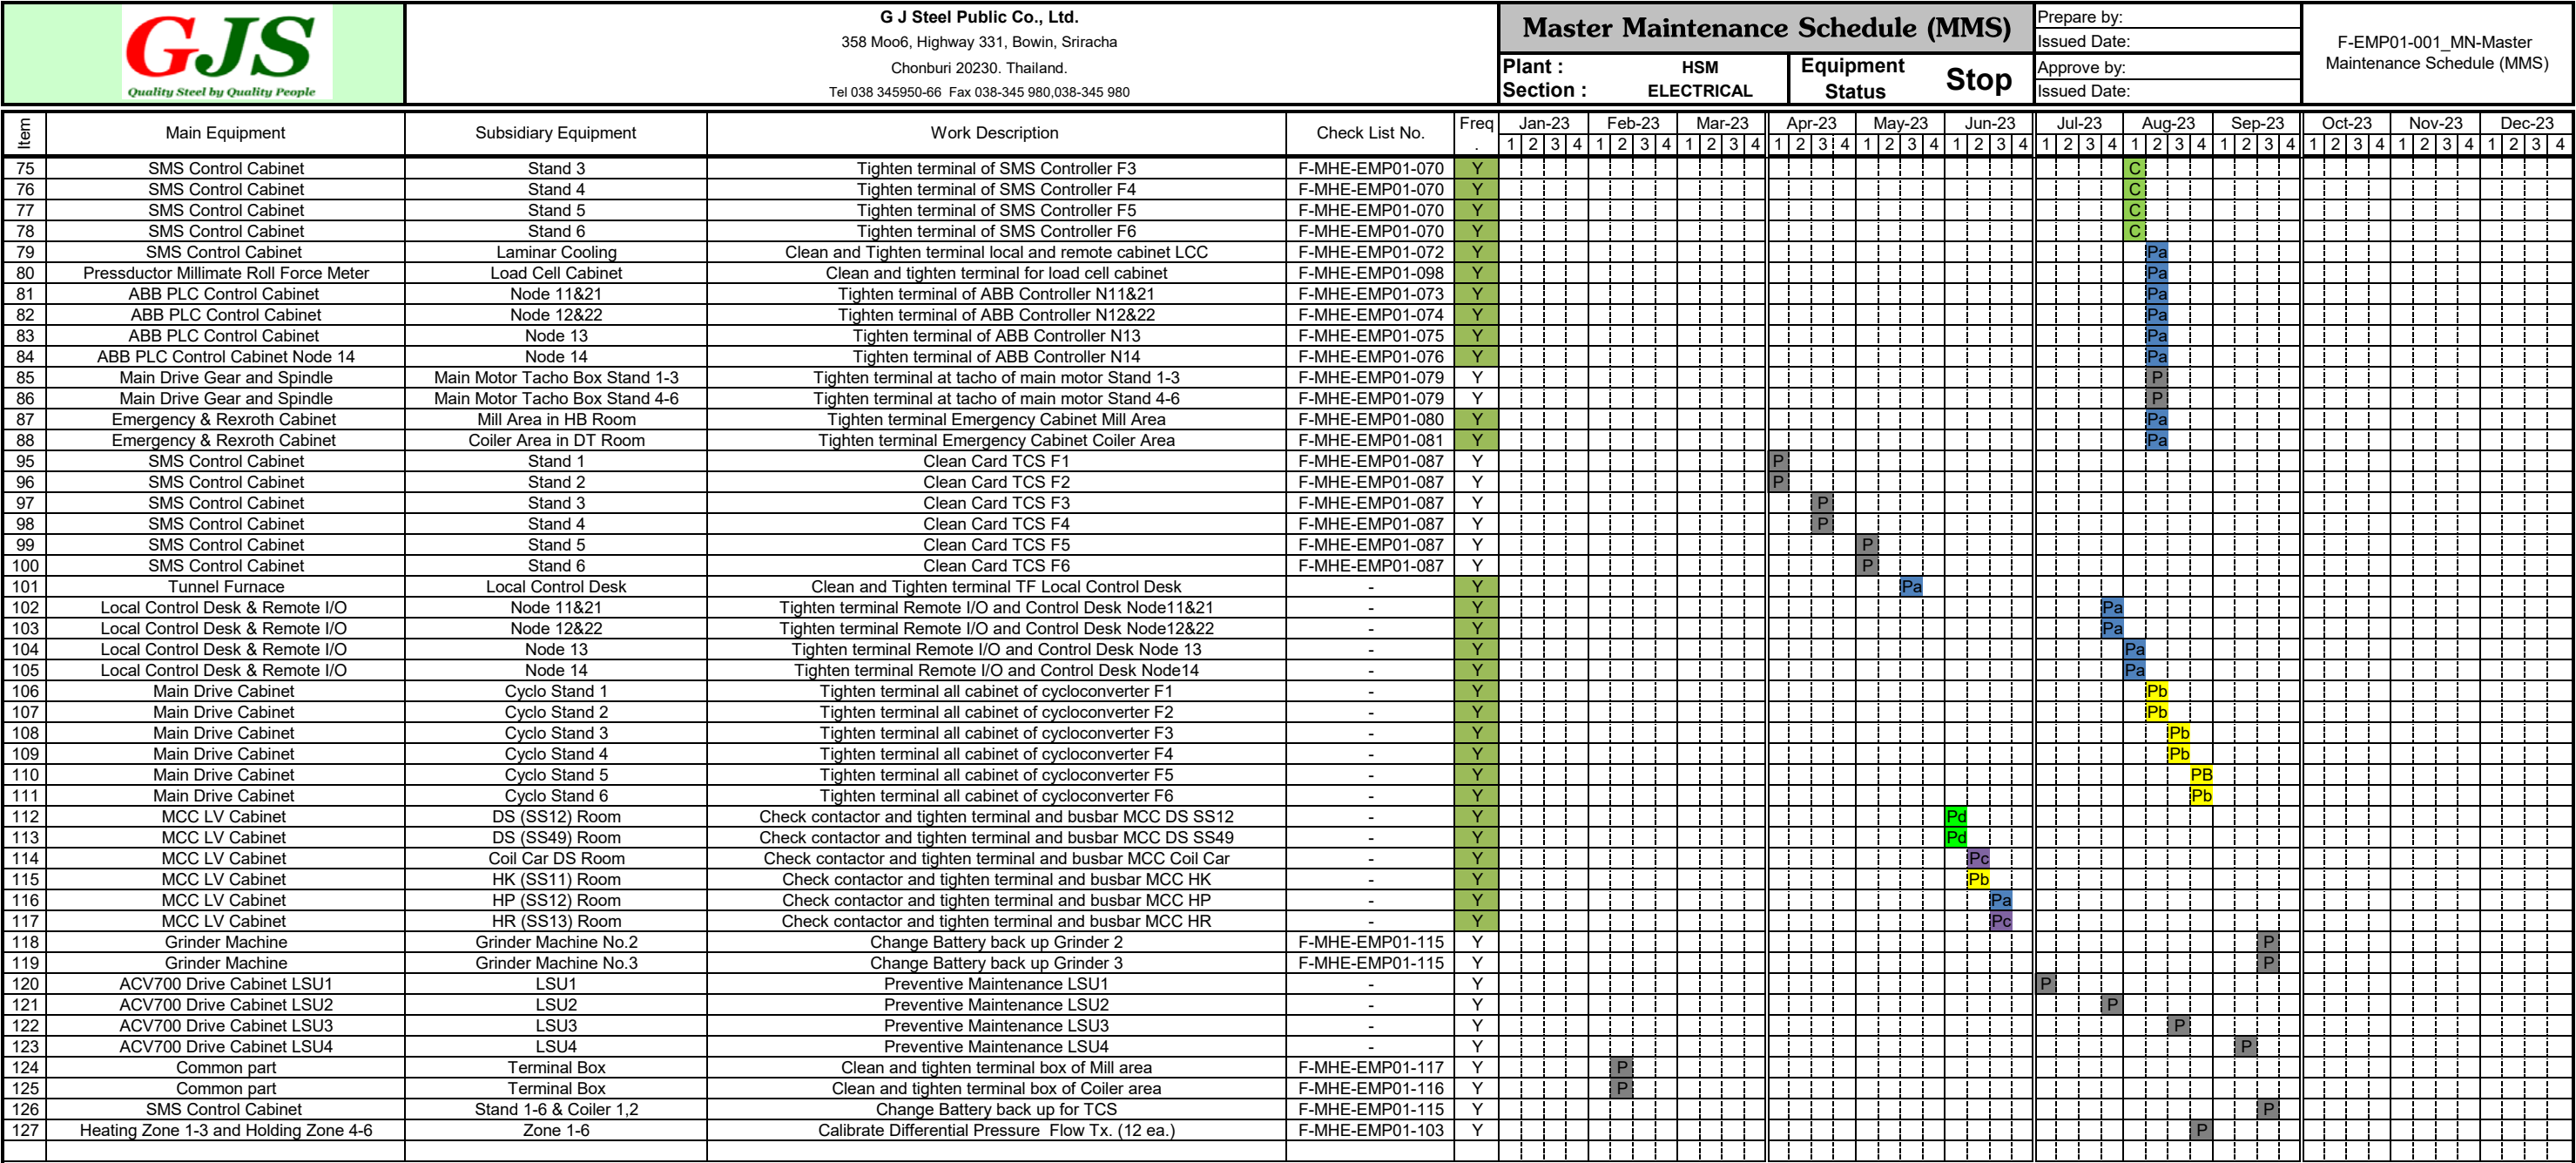 GJS
Quality Steel by Quality People
G J Steel Public Co., Ltd.
358 Moo6, Highway 331, Bowin, Sriracha
Chonburi 20230. Thailand.
Tel 038 345950-66 Fax 038-345 980,038-345 980
Master Maintenance Schedule (MMS)
Plant : HSM
Section : ELECTRICAL
Equipment Status Stop
Prepare by:
Issued Date:
Approve by:
Issued Date:
F-EMP01-001_MN-Master
Maintenance Schedule (MMS)
Item Main Equipment Subsidiary Equipment Work Description Check List No. Freq. Jan-23 Feb-23 Mar-23 Apr-23 May-23 Jun-23 Jul-23 Aug-23 Sep-23 Oct-23 Nov-23 Dec-23
1 2 3 4 1 2 3 4 1 2 3 4 1 2 3 4 1 2 3 4 1 2 3 4 1 2 3 4 1 2 3 4 1 2 3 4 1 2 3 4 1 2 3 4 1 2 3 4
75 SMS Control Cabinet Stand 3 Tighten terminal of SMS Controller F3 F-MHE-EMP01-070 Y C
76 SMS Control Cabinet Stand 4 Tighten terminal of SMS Controller F4 F-MHE-EMP01-070 Y C
77 SMS Control Cabinet Stand 5 Tighten terminal of SMS Controller F5 F-MHE-EMP01-070 Y C
78 SMS Control Cabinet Stand 6 Tighten terminal of SMS Controller F6 F-MHE-EMP01-070 Y C
79 SMS Control Cabinet Laminar Cooling Clean and Tighten terminal local and remote cabinet LCC F-MHE-EMP01-072 Y Pa
80 Pressductor Millimate Roll Force Meter Load Cell Cabinet Clean and tighten terminal for load cell cabinet F-MHE-EMP01-098 Y Pa
81 ABB PLC Control Cabinet Node 11&21 Tighten terminal of ABB Controller N11&21 F-MHE-EMP01-073 Y Pa
82 ABB PLC Control Cabinet Node 12&22 Tighten terminal of ABB Controller N12&22 F-MHE-EMP01-074 Y Pa
83 ABB PLC Control Cabinet Node 13 Tighten terminal of ABB Controller N13 F-MHE-EMP01-075 Y Pa
84 ABB PLC Control Cabinet Node 14 Node 14 Tighten terminal of ABB Controller N14 F-MHE-EMP01-076 Y Pa
85 Main Drive Gear and Spindle Main Motor Tacho Box Stand 1-3 Tighten terminal at tacho of main motor Stand 1-3 F-MHE-EMP01-079 Y P
86 Main Drive Gear and Spindle Main Motor Tacho Box Stand 4-6 Tighten terminal at tacho of main motor Stand 4-6 F-MHE-EMP01-079 Y P
87 Emergency & Rexroth Cabinet Mill Area in HB Room Tighten terminal Emergency Cabinet Mill Area F-MHE-EMP01-080 Y Pa
88 Emergency & Rexroth Cabinet Coiler Area in DT Room Tighten terminal Emergency Cabinet Coiler Area F-MHE-EMP01-081 Y Pa
95 SMS Control Cabinet Stand 1 Clean Card TCS F1 F-MHE-EMP01-087 Y P
96 SMS Control Cabinet Stand 2 Clean Card TCS F2 F-MHE-EMP01-087 Y P
97 SMS Control Cabinet Stand 3 Clean Card TCS F3 F-MHE-EMP01-087 Y P
98 SMS Control Cabinet Stand 4 Clean Card TCS F4 F-MHE-EMP01-087 Y P
99 SMS Control Cabinet Stand 5 Clean Card TCS F5 F-MHE-EMP01-087 Y P
100 SMS Control Cabinet Stand 6 Clean Card TCS F6 F-MHE-EMP01-087 Y P
101 Tunnel Furnace Local Control Desk Clean and Tighten terminal TF Local Control Desk - Y Pa
102 Local Control Desk & Remote I/O Node 11&21 Tighten terminal Remote I/O and Control Desk Node11&21 - Y Pa
103 Local Control Desk & Remote I/O Node 12&22 Tighten terminal Remote I/O and Control Desk Node12&22 - Y Pa
104 Local Control Desk & Remote I/O Node 13 Tighten terminal Remote I/O and Control Desk Node 13 - Y Pa
105 Local Control Desk & Remote I/O Node 14 Tighten terminal Remote I/O and Control Desk Node14 - Y Pa
106 Main Drive Cabinet Cyclo Stand 1 Tighten terminal all cabinet of cycloconverter F1 - Y Pb
107 Main Drive Cabinet Cyclo Stand 2 Tighten terminal all cabinet of cycloconverter F2 - Y Pb
108 Main Drive Cabinet Cyclo Stand 3 Tighten terminal all cabinet of cycloconverter F3 - Y Pb
109 Main Drive Cabinet Cyclo Stand 4 Tighten terminal all cabinet of cycloconverter F4 - Y Pb
110 Main Drive Cabinet Cyclo Stand 5 Tighten terminal all cabinet of cycloconverter F5 - Y PB
111 Main Drive Cabinet Cyclo Stand 6 Tighten terminal all cabinet of cycloconverter F6 - Y Pb
112 MCC LV Cabinet DS (SS12) Room Check contactor and tighten terminal and busbar MCC DS SS12 - Y Pd
113 MCC LV Cabinet DS (SS49) Room Check contactor and tighten terminal and busbar MCC DS SS49 - Y Pd
114 MCC LV Cabinet Coil Car DS Room Check contactor and tighten terminal and busbar MCC Coil Car - Y Pc
115 MCC LV Cabinet HK (SS11) Room Check contactor and tighten terminal and busbar MCC HK - Y Pb
116 MCC LV Cabinet HP (SS12) Room Check contactor and tighten terminal and busbar MCC HP - Y Pa
117 MCC LV Cabinet HR (SS13) Room Check contactor and tighten terminal and busbar MCC HR - Y Pc
118 Grinder Machine Grinder Machine No.2 Change Battery back up Grinder 2 F-MHE-EMP01-115 Y P
119 Grinder Machine Grinder Machine No.3 Change Battery back up Grinder 3 F-MHE-EMP01-115 Y P
120 ACV700 Drive Cabinet LSU1 LSU1 Preventive Maintenance LSU1 - Y P
121 ACV700 Drive Cabinet LSU2 LSU2 Preventive Maintenance LSU2 - Y P
122 ACV700 Drive Cabinet LSU3 LSU3 Preventive Maintenance LSU3 - Y P
123 ACV700 Drive Cabinet LSU4 LSU4 Preventive Maintenance LSU4 - Y P
124 Common part Terminal Box Clean and tighten terminal box of Mill area F-MHE-EMP01-117 Y P
125 Common part Terminal Box Clean and tighten terminal box of Coiler area F-MHE-EMP01-116 Y P
126 SMS Control Cabinet Stand 1-6 & Coiler 1,2 Change Battery back up for TCS F-MHE-EMP01-115 Y P
127 Heating Zone 1-3 and Holding Zone 4-6 Zone 1-6 Calibrate Differential Pressure Flow Tx. (12 ea.) F-MHE-EMP01-103 Y P